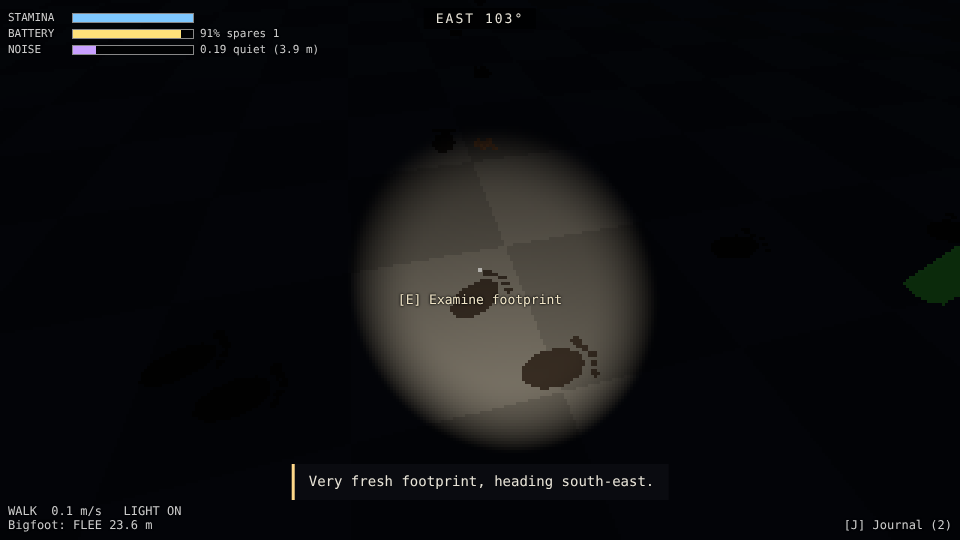 STAMINA
EAST 103°
BATTERY 91% spares 1
NOISE 0.19 quiet (3.9 m)
[E] Examine footprint
Very fresh footprint, heading south-east.
WALK 0.1 m/s LIGHT ON
Bigfoot: FLEE 23.6 m
[J] Journal (2)